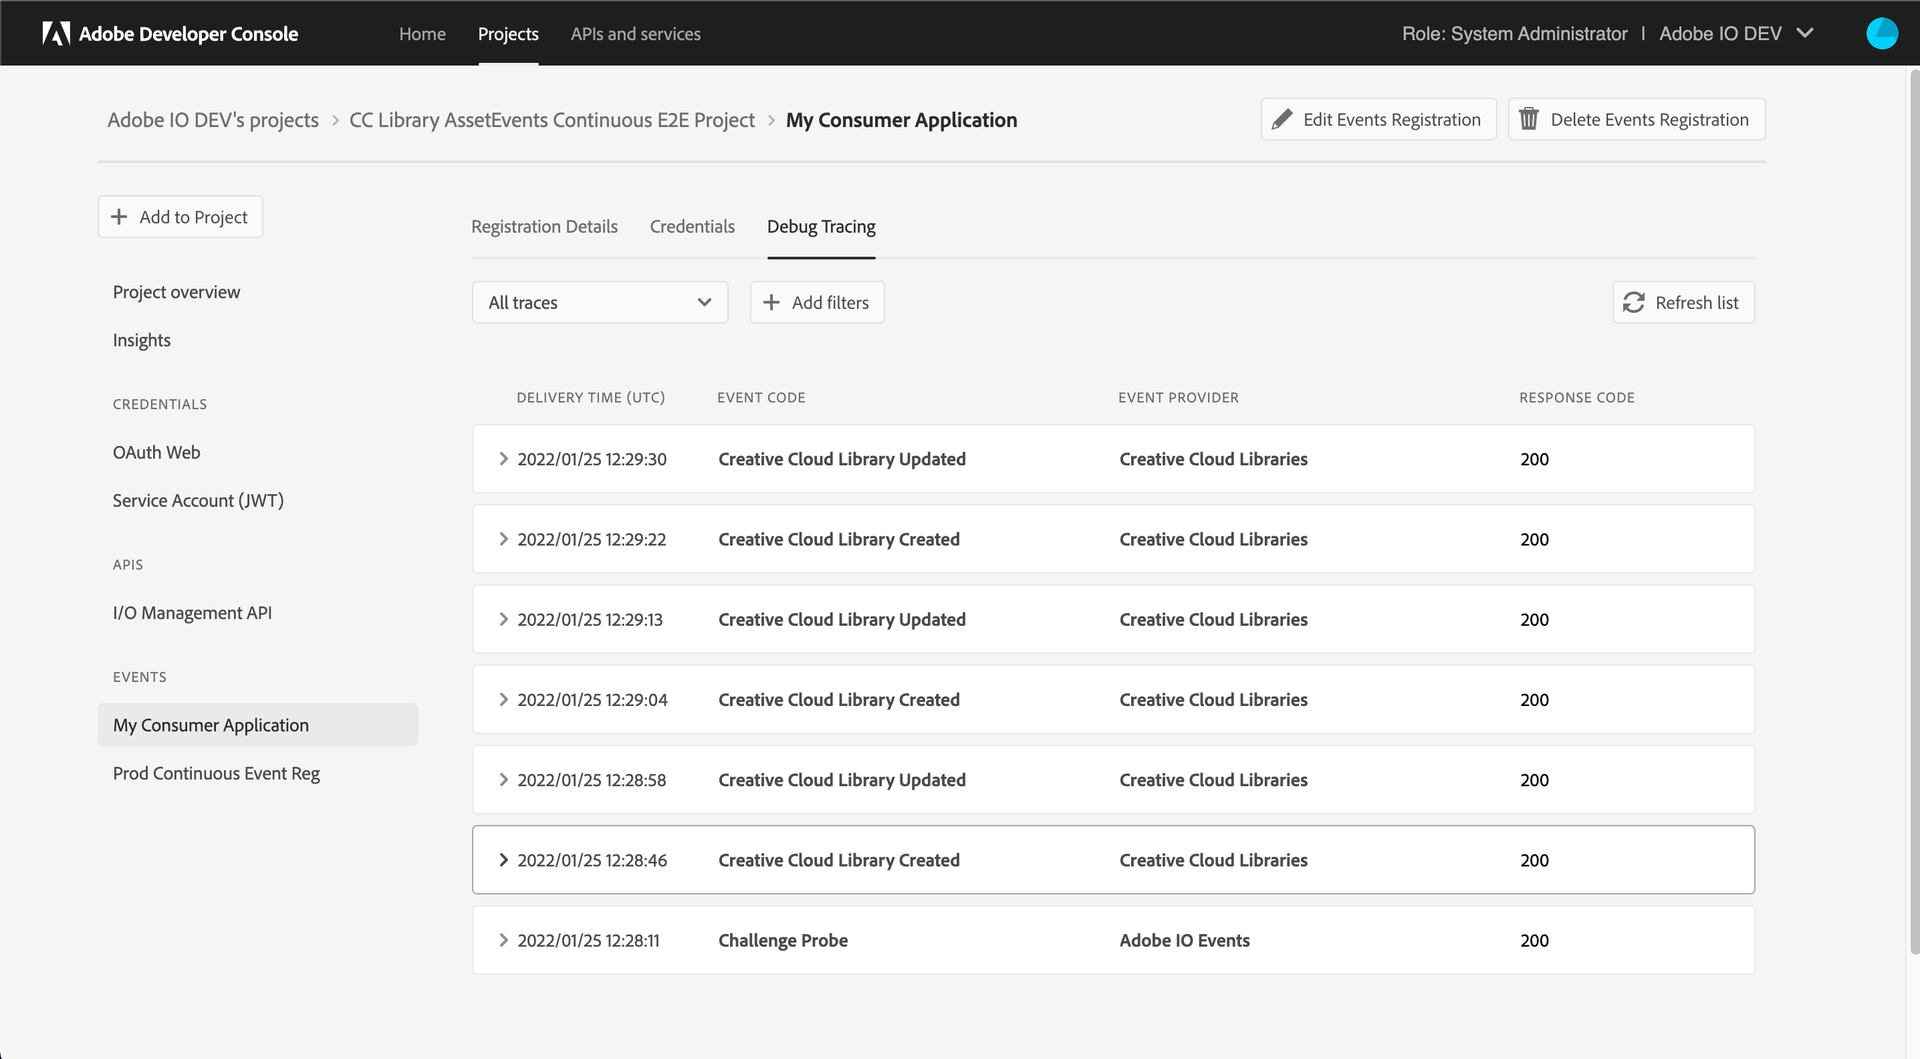 Adobe Developer Console Home Projects APIs and services Role: System Administrator | Adobe IO DEV
Adobe IO DEV's projects > CC Library AssetEvents Continuous E2E Project > My Consumer Application Edit Events Registration Delete Events Registration
Add to Project
Project overview
Insights
CREDENTIALS
OAuth Web
Service Account (JWT)
APIS
I/O Management API
EVENTS
My Consumer Application
Prod Continuous Event Reg
Registration Details Credentials Debug Tracing
All traces Add filters Refresh list
DELIVERY TIME (UTC) EVENT CODE EVENT PROVIDER RESPONSE CODE
2022/01/25 12:29:30 Creative Cloud Library Updated Creative Cloud Libraries 200
2022/01/25 12:29:22 Creative Cloud Library Created Creative Cloud Libraries 200
2022/01/25 12:29:13 Creative Cloud Library Updated Creative Cloud Libraries 200
2022/01/25 12:29:04 Creative Cloud Library Created Creative Cloud Libraries 200
2022/01/25 12:28:58 Creative Cloud Library Updated Creative Cloud Libraries 200
2022/01/25 12:28:46 Creative Cloud Library Created Creative Cloud Libraries 200
2022/01/25 12:28:11 Challenge Probe Adobe IO Events 200